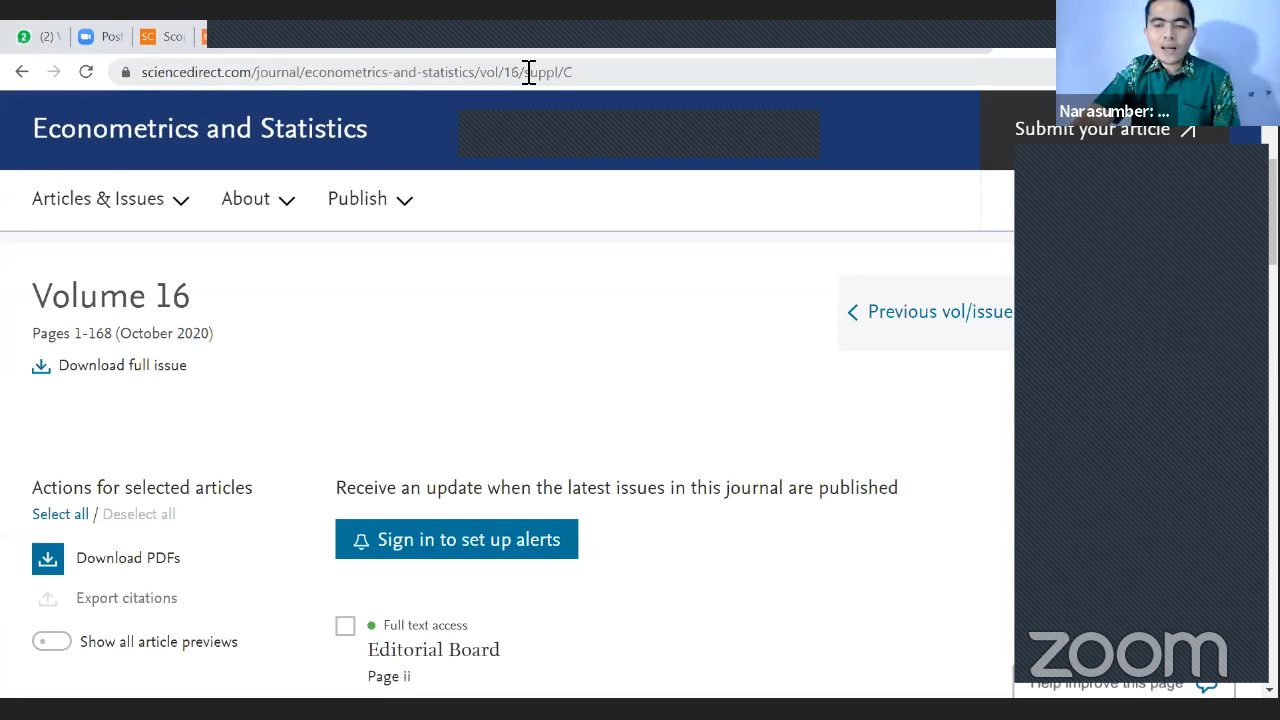 (2)
Post
SC
Sco
sciencedirect.com/journal/econometrics-and-statistics/vol/16/suppl/C
Narasumber: ...
Econometrics and Statistics
Submit your article
Articles & Issues
About
Publish
Volume 16
Previous vol/issue
Pages 1-168 (October 2020)
Download full issue
Actions for selected articles
Receive an update when the latest issues in this journal are published
Select all / Deselect all
Sign in to set up alerts
Download PDFs
Export citations
Full text access
Show all article previews
Editorial Board
Page ii
zoom
Help improve this page